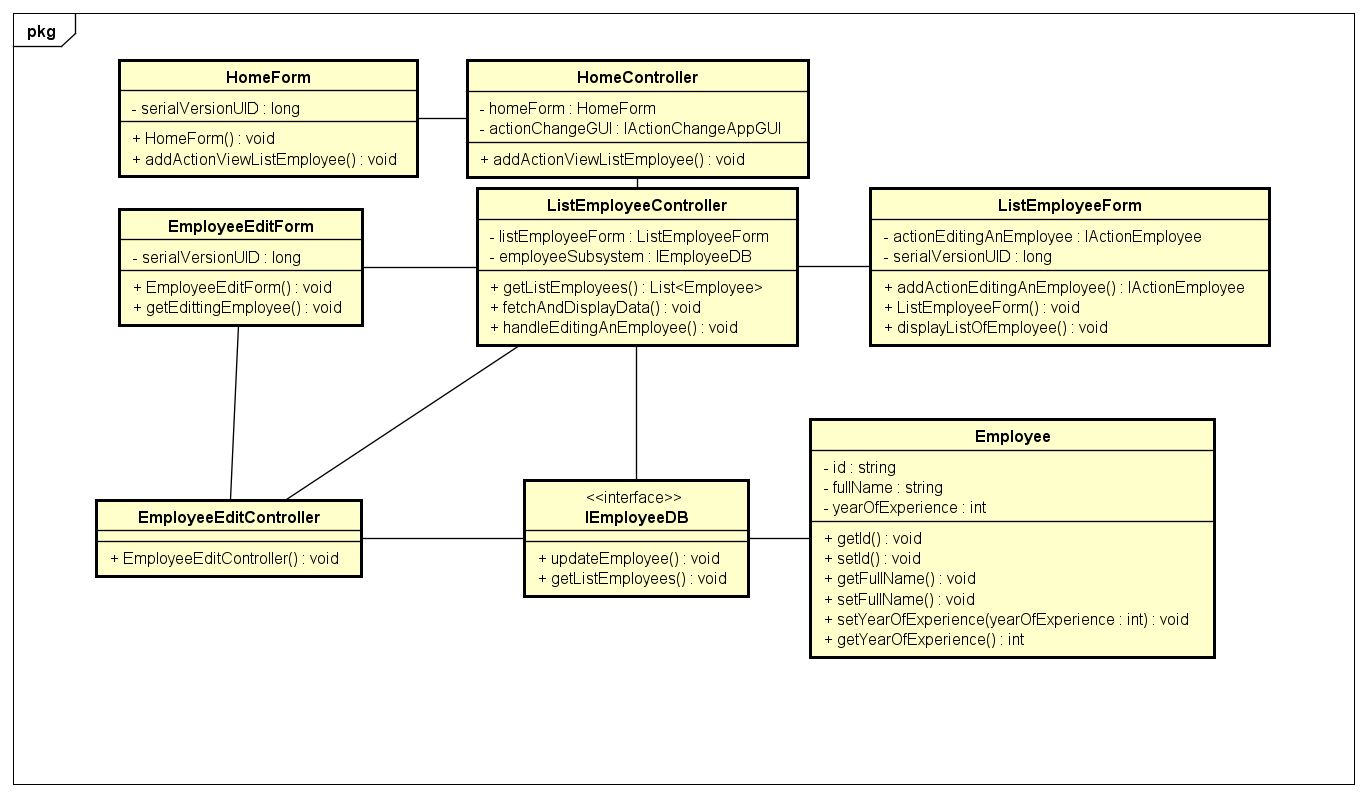 pkg
HomeForm
- serialVersionUID : long
+ HomeForm() : void
+ addActionViewListEmployee() : void
HomeController
- homeForm : HomeForm
- actionChangeGUI : IActionChangeAppGUI
+ addActionViewListEmployee() : void
EmployeeEditForm
- serialVersionUID : long
+ EmployeeEditForm() : void
+ getEdittingEmployee() : void
ListEmployeeController
- listEmployeeForm : ListEmployeeForm
- employeeSubsystem : IEmployeeDB
+ getListEmployees() : List<Employee>
+ fetchAndDisplayData() : void
+ handleEditingAnEmployee() : void
ListEmployeeForm
- actionEditingAnEmployee : IActionEmployee
- serialVersionUID : long
+ addActionEditingAnEmployee() : IActionEmployee
+ ListEmployeeForm() : void
+ displayListOfEmployee() : void
EmployeeEditController
+ EmployeeEditController() : void
<<interface>>
IEmployeeDB
+ updateEmployee() : void
+ getListEmployees() : void
Employee
- id : string
- fullName : string
- yearOfExperience : int
+ getId() : void
+ setId() : void
+ getFullName() : void
+ setFullName() : void
+ setYearOfExperience(yearOfExperience : int) : void
+ getYearOfExperience() : int